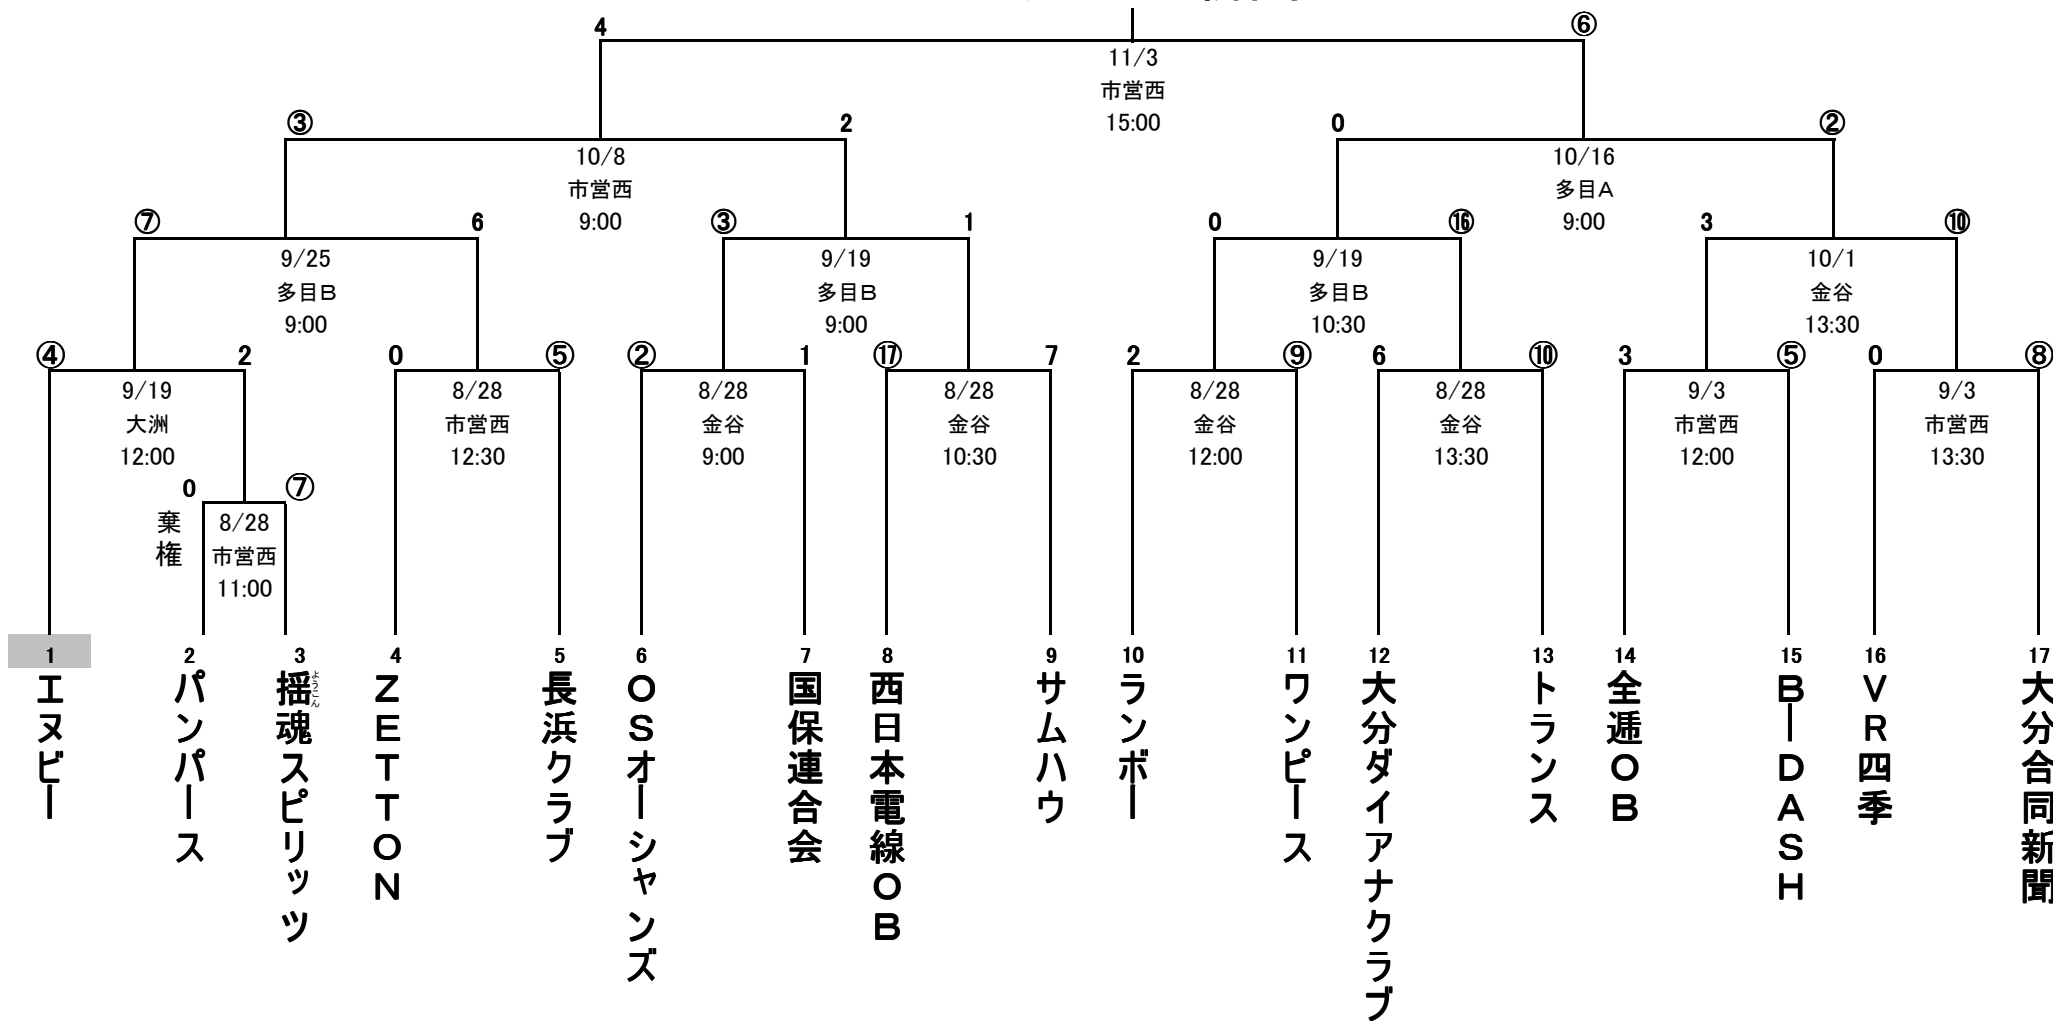 4 ⑥
11/3
市営西
15:00
③ 2 0 ②
10/8 10/16
市営西 多目A
9:00 9:00
⑦ 6 ③ 1 0 ⑯ 3 ⑩
9/25 9/19 9/19 10/1
多目B 多目B 多目B 金谷
9:00 9:00 10:30 13:30
④ 2 0 ⑤ ② 1 ⑰ 7 2 ⑨ 6 ⑩ 3 ⑤ 0 ⑧
9/19 8/28 8/28 8/28 8/28 8/28 9/3 9/3
大洲 市営西 金谷 金谷 金谷 金谷 市営西 市営西
12:00 12:30 9:00 10:30 12:00 13:30 12:00 13:30
0 ⑦
棄権
8/28
市営西
11:00
1 2 3 4 5 6 7 8 9 10 11 12 13 14 15 16 17
エヌビー
パンパース
揺魂スピリッツ
ようこん
ZETTON
長浜クラブ
OSオーシャンズ
国保連合会
西日本電線OB
サムハウ
ランボー
ワンピース
大分ダイアナクラブ
トランス
全逓OB
B－DASH
VR四季
大分合同新聞